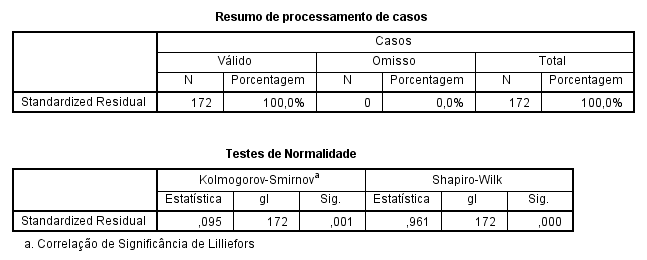 Resumo de processamento de casos
Casos
Válido Omisso Total
N Porcentagem N Porcentagem N Porcentagem
Standardized Residual 172 100,0% 0 0,0% 172 100,0%
Testes de Normalidade
Kolmogorov-Smirnovª Shapiro-Wilk
Estatística gl Sig. Estatística gl Sig.
Standardized Residual ,095 172 ,001 ,961 172 ,000
a. Correlação de Significância de Lilliefors